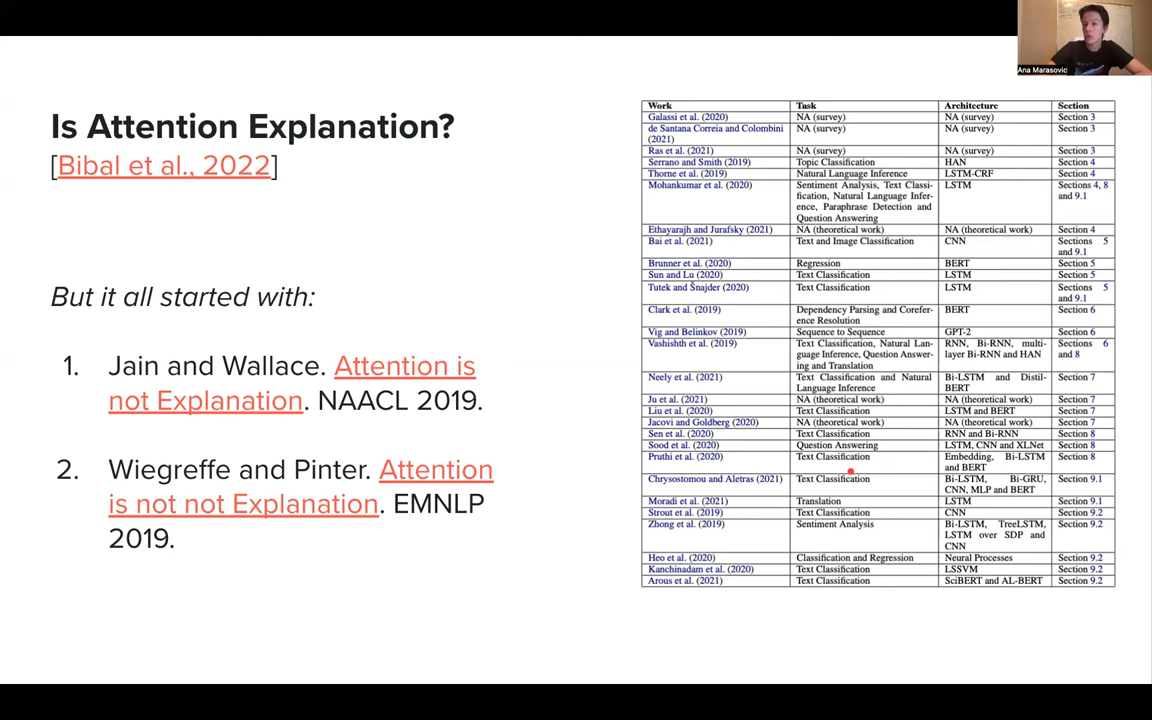 Ana Marasovic
Is Attention Explanation?
[Bibal et al., 2022]
But it all started with:
1. Jain and Wallace. Attention is
not Explanation. NAACL 2019.
2. Wiegreffe and Pinter. Attention
is not not Explanation. EMNLP
2019.
Work Task Architecture Section
Galassi et al. (2020) NA (survey) NA (survey) Section 3
de Santana Correia and Colombini NA (survey) NA (survey) Section 3
(2021)
Ras et al. (2021) NA (survey) NA (survey) Section 3
Serrano and Smith (2019) Topic Classification HAN Section 4
Thorne et al. (2019) Natural Language Inference LSTM-CRF Section 4
Mohankumar et al. (2020) Sentiment Analysis, Text Classi- LSTM Sections 4, 8
fication, Natural Language Infer- and 9.1
ence, Paraphrase Detection and
Question Answering
Ethayarajh and Jurafsky (2021) NA (theoretical work) NA (theoretical work) Section 4
Bai et al. (2021) Text and Image Classification CNN Sections 5
and 9.1
Brunner et al. (2020) Regression BERT Section 5
Sun and Lu (2020) Text Classification LSTM Section 5
Tutek and Šnajder (2020) Text Classification LSTM Sections 5
and 9.1
Clark et al. (2019) Dependency Parsing and Corefer- BERT Section 6
ence Resolution
Vig and Belinkov (2019) Sequence to Sequence GPT-2 Section 6
Vashishth et al. (2019) Text Classification, Natural Lan- RNN, Bi-RNN, multi- Sections 6
guage Inference, Question Answer- layer Bi-RNN and HAN and 8
ing and Translation
Neely et al. (2021) Text Classification and Natural Bi-LSTM and Distil- Section 7
Language Inference BERT
Ju et al. (2021) NA (theoretical work) NA (theoretical work) Section 7
Liu et al. (2020) Text Classification LSTM and BERT Section 7
Jacovi and Goldberg (2020) NA (theoretical work) NA (theoretical work) Section 7
Sen et al. (2020) Text Classification RNN and Bi-RNN Section 8
Sood et al. (2020) Question Answering LSTM, CNN and XLNet Section 8
Pruthi et al. (2020) Text Classification Embedding, Bi-LSTM Section 8
and BERT
Chrysostomou and Aletras (2021) Text Classification Bi-LSTM, Bi-GRU, Section 9.1
CNN, MLP and BERT
Moradi et al. (2021) Translation LSTM Section 9.1
Strout et al. (2019) Text Classification CNN Section 9.2
Zhong et al. (2019) Sentiment Analysis Bi-LSTM, TreeLSTM, Section 9.2
LSTM over SDP and
CNN
Heo et al. (2020) Classification and Regression Neural Processes Section 9.2
Kanchinadam et al. (2020) Text Classification LSSVM Section 9.2
Arous et al. (2021) Text Classification SciBERT and AL-BERT Section 9.2